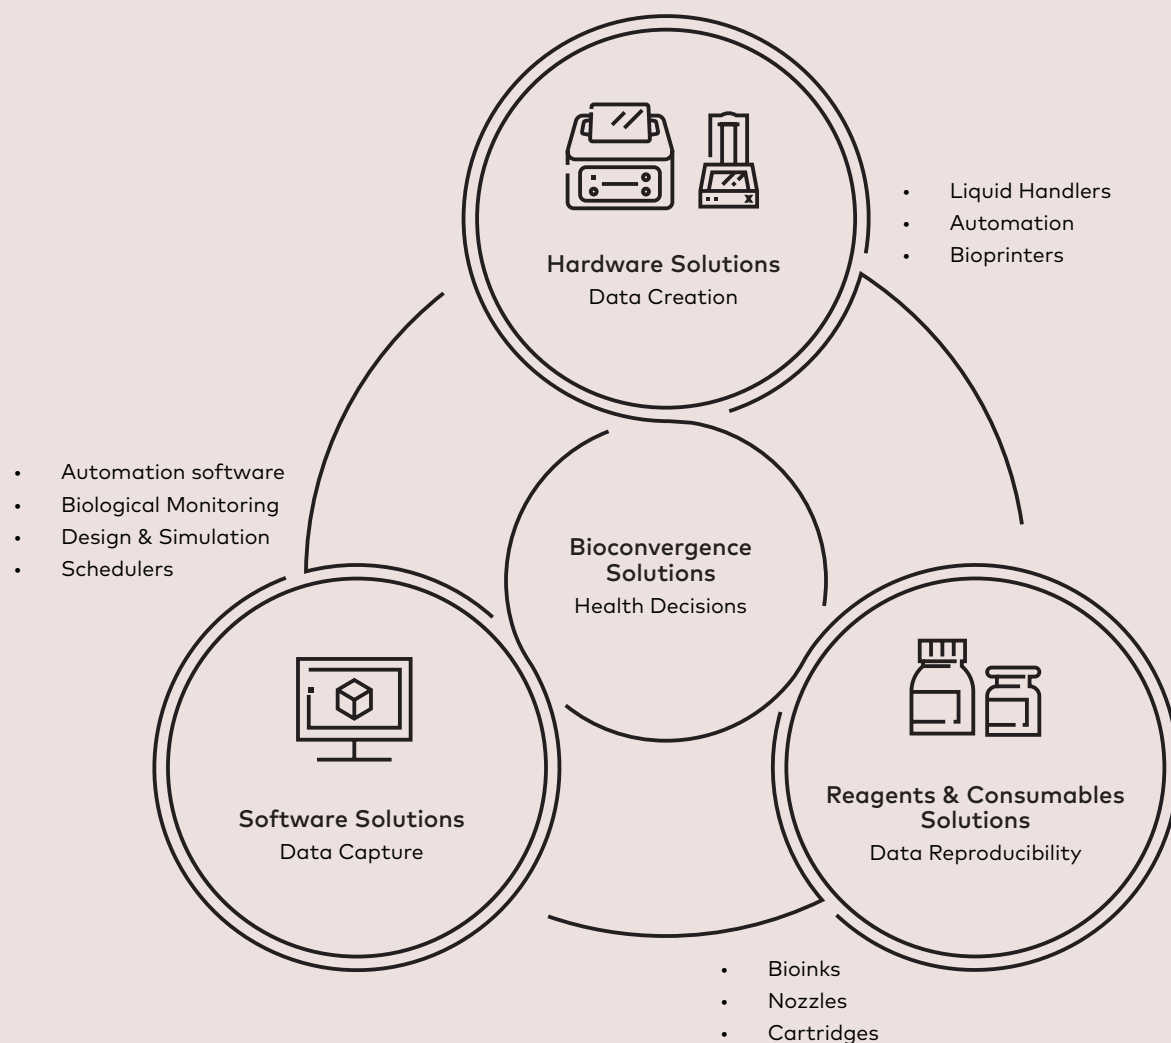 Hardware Solutions
Data Creation
• Liquid Handlers
• Automation
• Bioprinters
• Automation software
• Biological Monitoring
• Design & Simulation
• Schedulers
Bioconvergence
Solutions
Health Decisions
Software Solutions
Data Capture
Reagents & Consumables
Solutions
Data Reproducibility
• Bioinks
• Nozzles
• Cartridges